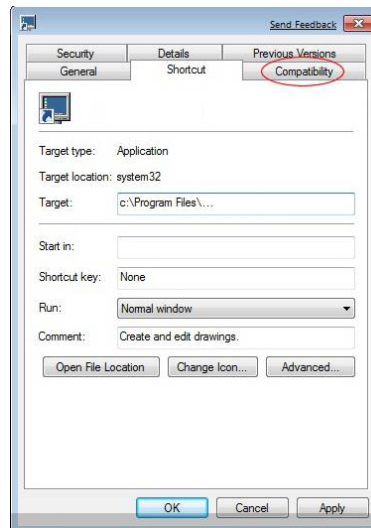 Send Feedback
Security Details Previous Versions
General Shortcut Compatibility
Target type: Application
Target location: system32
Target: c:\Program Files\...
Start in:
Shortcut key: None
Run: Normal window
Comment: Create and edit drawings.
Open File Location Change Icon... Advanced...
OK Cancel Apply